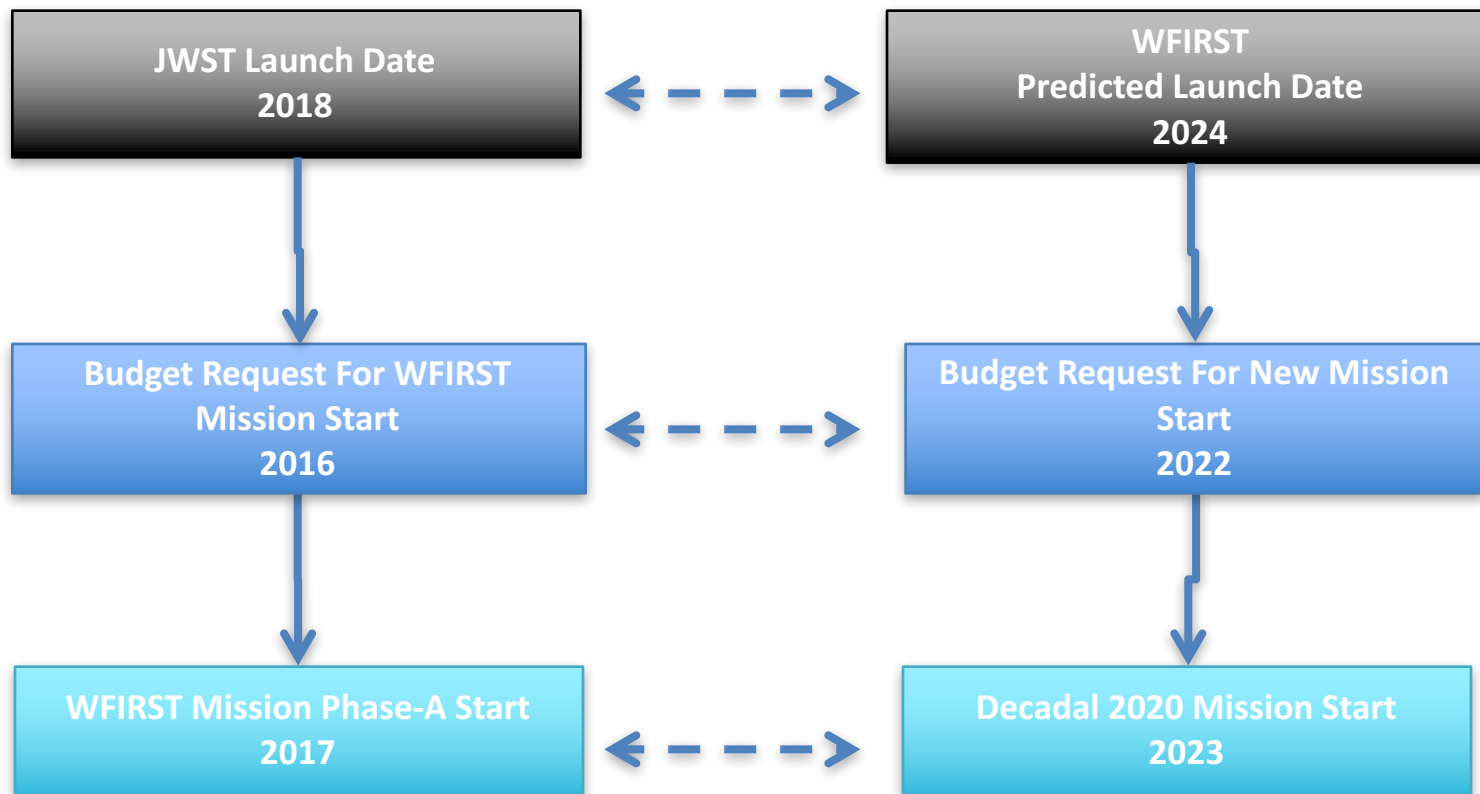 JWST Launch Date
2018
WFIRST
Predicted Launch Date
2024
Budget Request For WFIRST
Mission Start
2016
Budget Request For New Mission
Start
2022
WFIRST Mission Phase-A Start
2017
Decadal 2020 Mission Start
2023